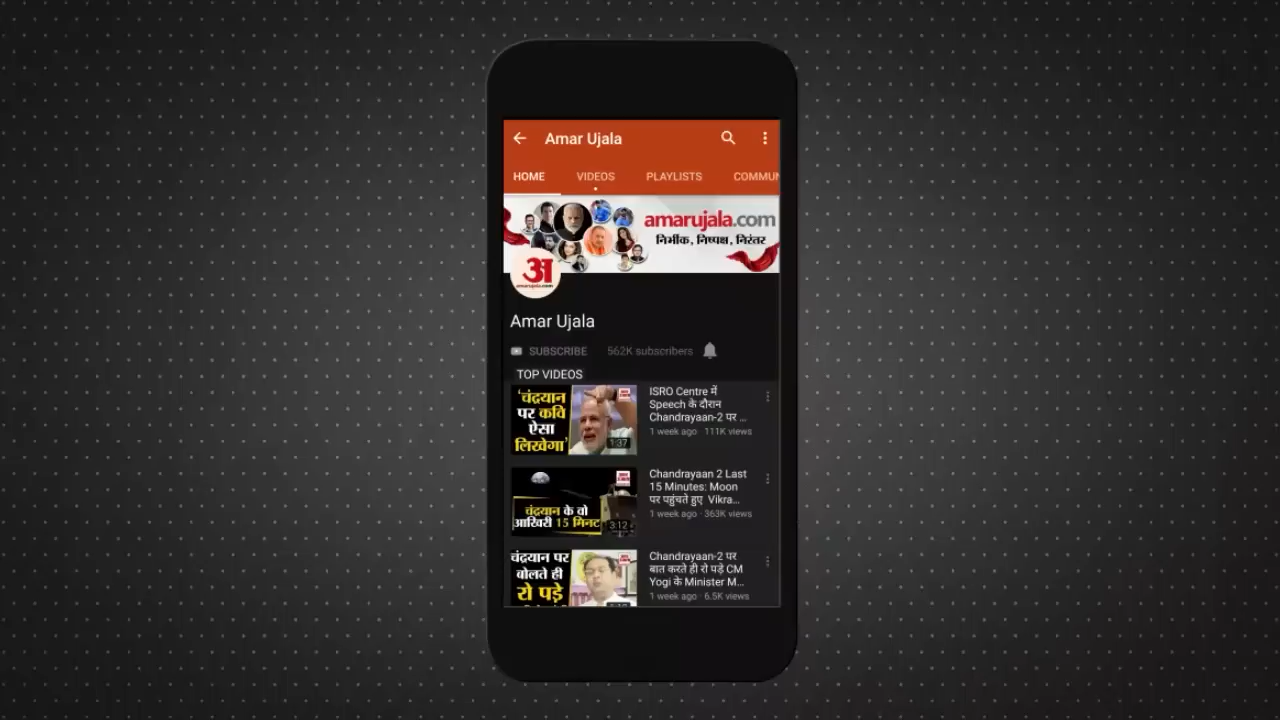 Amar Ujala
HOME VIDEOS PLAYLISTS COMMUN
amarujala.com
निर्भीक, निष्पक्ष, निरंतर
अ
amarujala.com
Amar Ujala
SUBSCRIBE 562K subscribers
TOP VIDEOS
'चंद्रयान
पर कवि
ऐसा
लिखेगा'
1:37
ISRO Centre में
Speech के दौरान
Chandrayaan-2 पर ...
1 week ago · 111K views
चंद्रयान के वो
आखिरी 15 मिनट
3:12
Chandrayaan 2 Last
15 Minutes: Moon
पर पहुंचते हुए Vikra...
1 week ago · 363K views
चंद्रयान पर
बोलते ही
रो पड़े
Chandrayaan-2 पर
बात करते ही रो पड़े CM
Yogi के Minister M...
1 week ago · 6.5K views